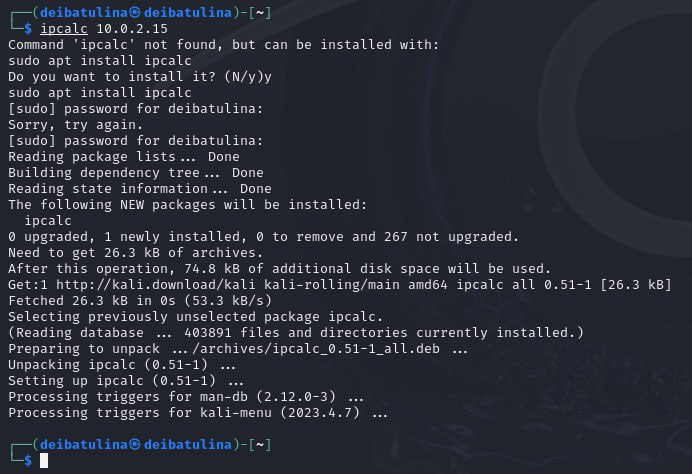 ┌──(deibatulina㉿deibatulina)-[~]
└─$ ipcalc 10.0.2.15
Command 'ipcalc' not found, but can be installed with:
sudo apt install ipcalc
Do you want to install it? (N/y)y
sudo apt install ipcalc
[sudo] password for deibatulina:
Sorry, try again.
[sudo] password for deibatulina:
Reading package lists... Done
Building dependency tree... Done
Reading state information... Done
The following NEW packages will be installed:
  ipcalc
0 upgraded, 1 newly installed, 0 to remove and 267 not upgraded.
Need to get 26.3 kB of archives.
After this operation, 74.8 kB of additional disk space will be used.
Get:1 http://kali.download/kali kali-rolling/main amd64 ipcalc all 0.51-1 [26.3 kB]
Fetched 26.3 kB in 0s (53.3 kB/s)
Selecting previously unselected package ipcalc.
(Reading database ... 403891 files and directories currently installed.)
Preparing to unpack .../archives/ipcalc_0.51-1_all.deb ...
Unpacking ipcalc (0.51-1) ...
Setting up ipcalc (0.51-1) ...
Processing triggers for man-db (2.12.0-3) ...
Processing triggers for kali-menu (2023.4.7) ...
┌──(deibatulina㉿deibatulina)-[~]
└─$